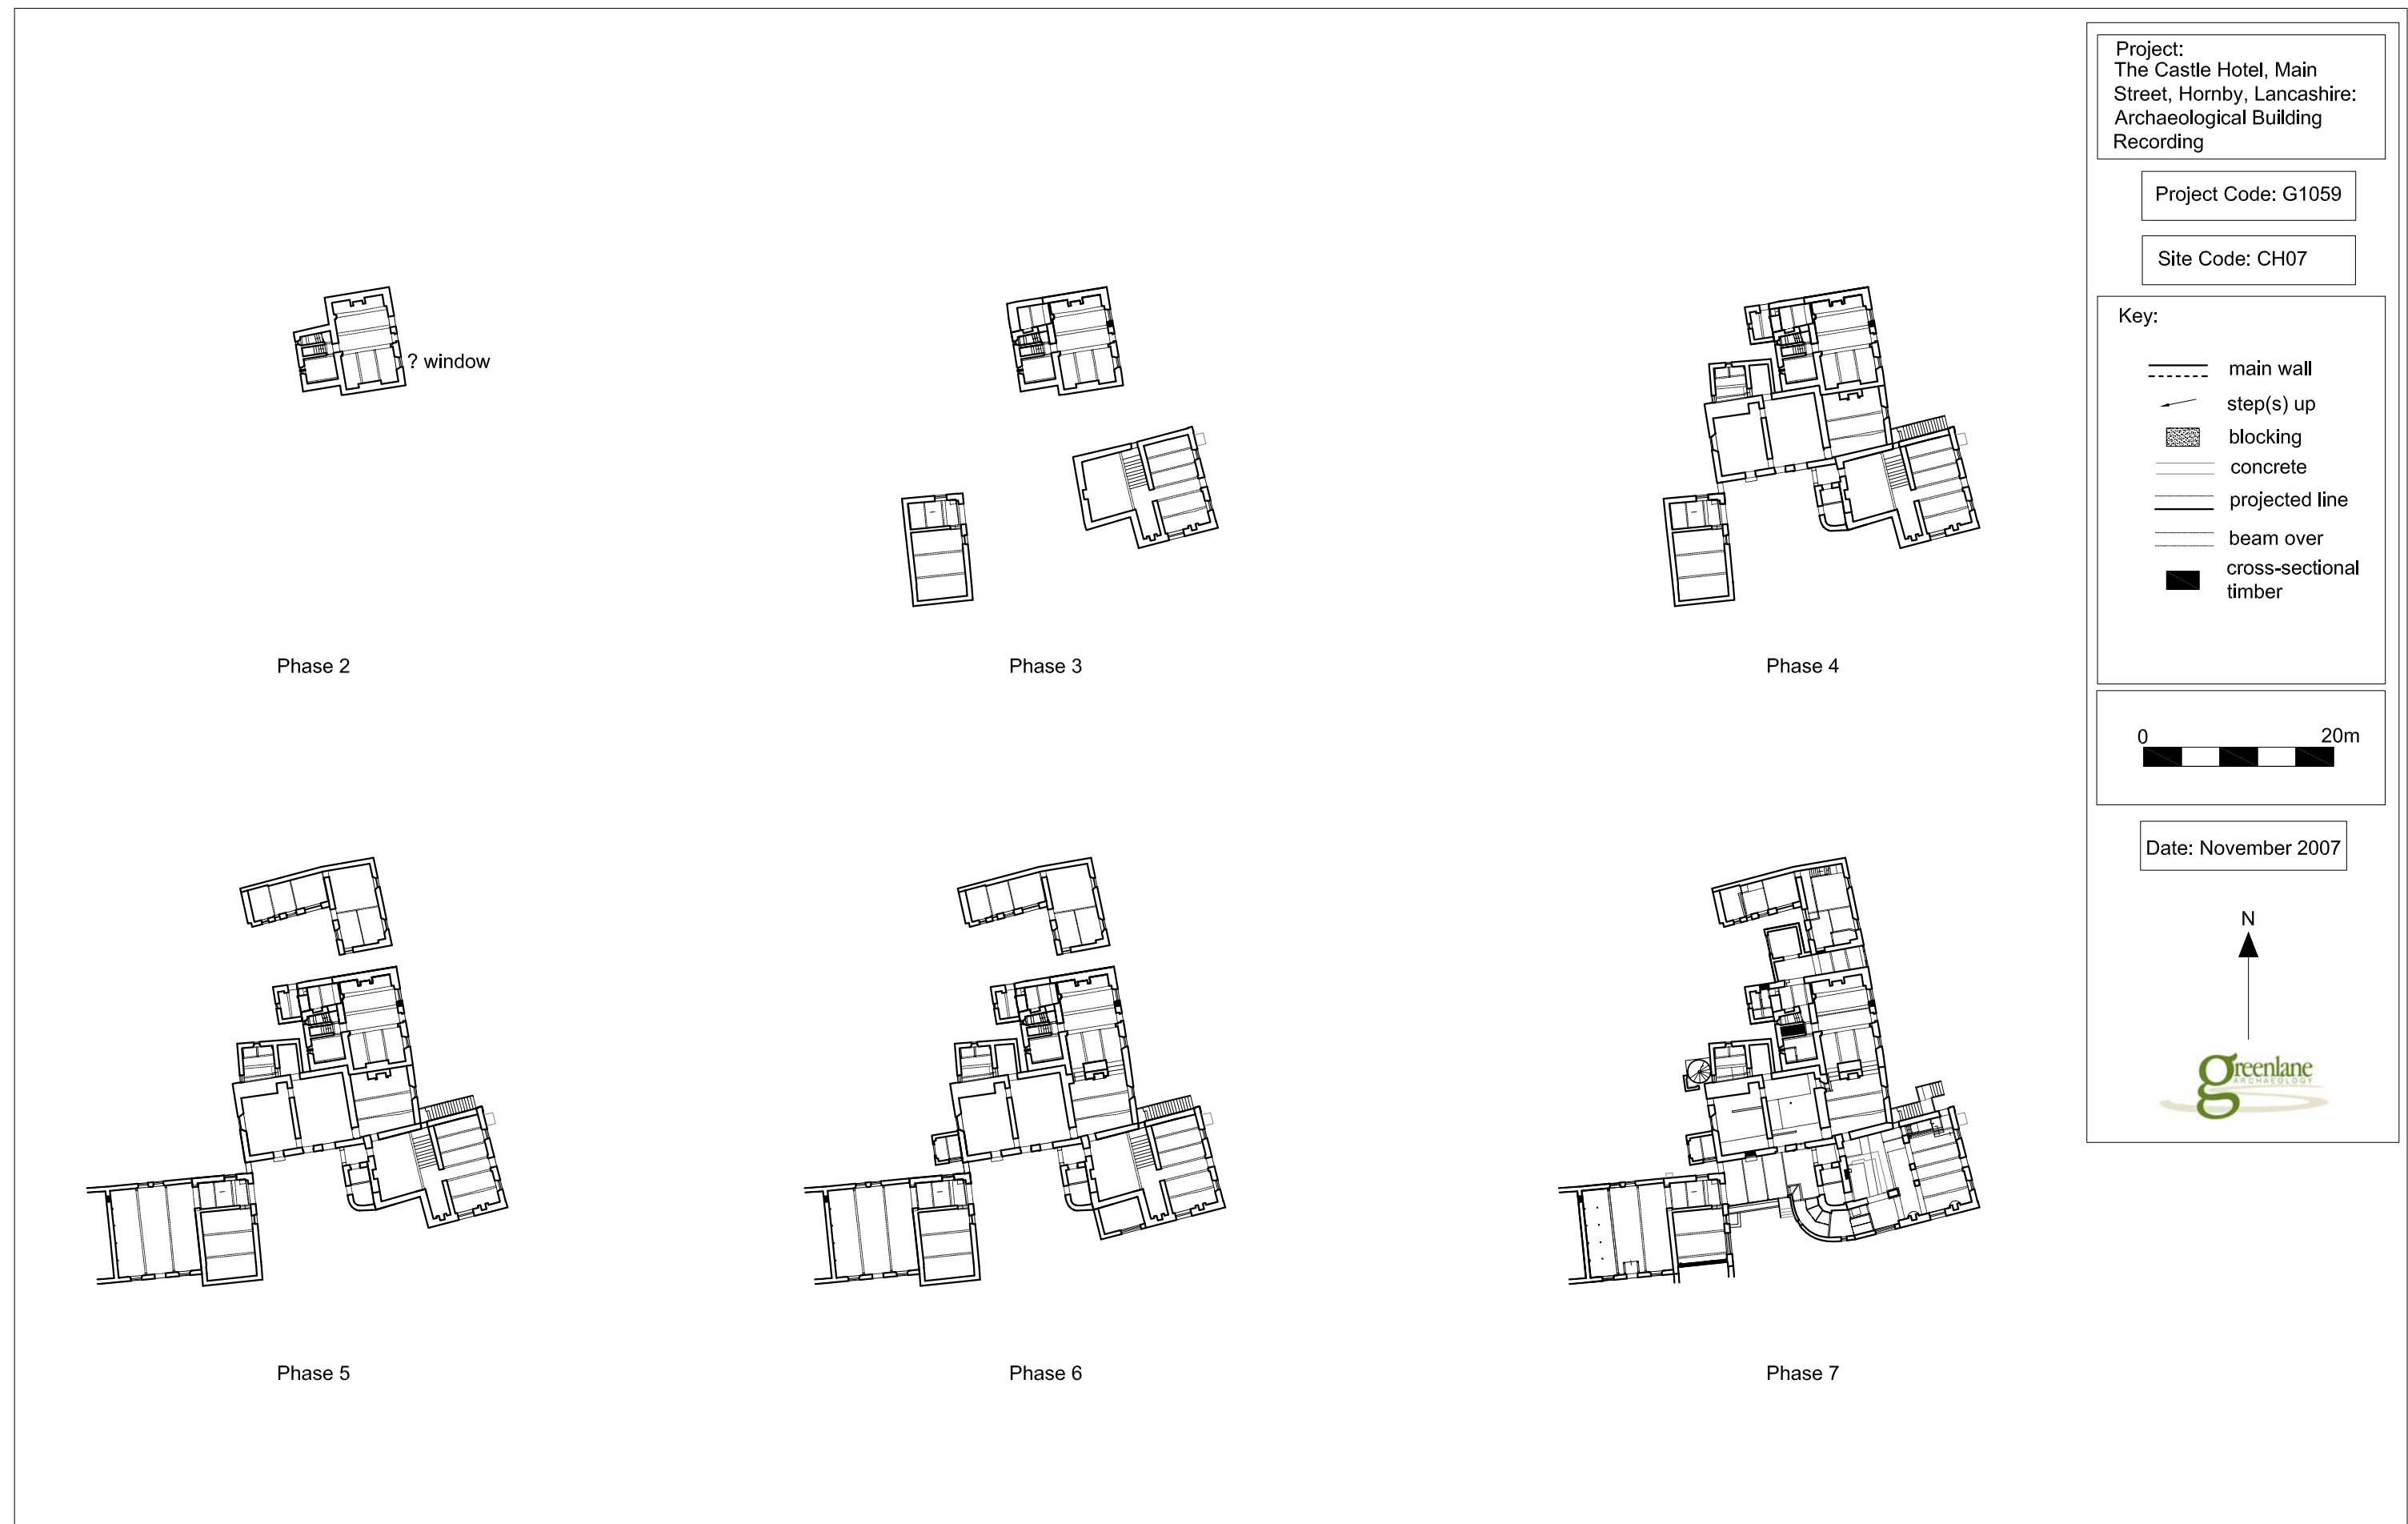 Project:
The Castle Hotel, Main
Street, Hornby, Lancashire:
Archaeological Building
Recording
Project Code: G1059
Site Code: CH07
Key:
main wall
step(s) up
blocking
concrete
projected line
beam over
cross-sectional
timber
0 20m
Date: November 2007
N
greenlane
ARCHAEOLOGY
? window
Phase 2
Phase 3
Phase 4
Phase 5
Phase 6
Phase 7